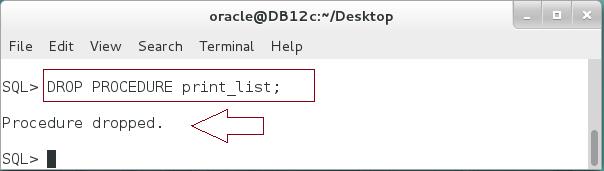 oracle@DB12c:~/Desktop
File Edit View Search Terminal Help
SQL> DROP PROCEDURE print_list;
Procedure dropped.
SQL>